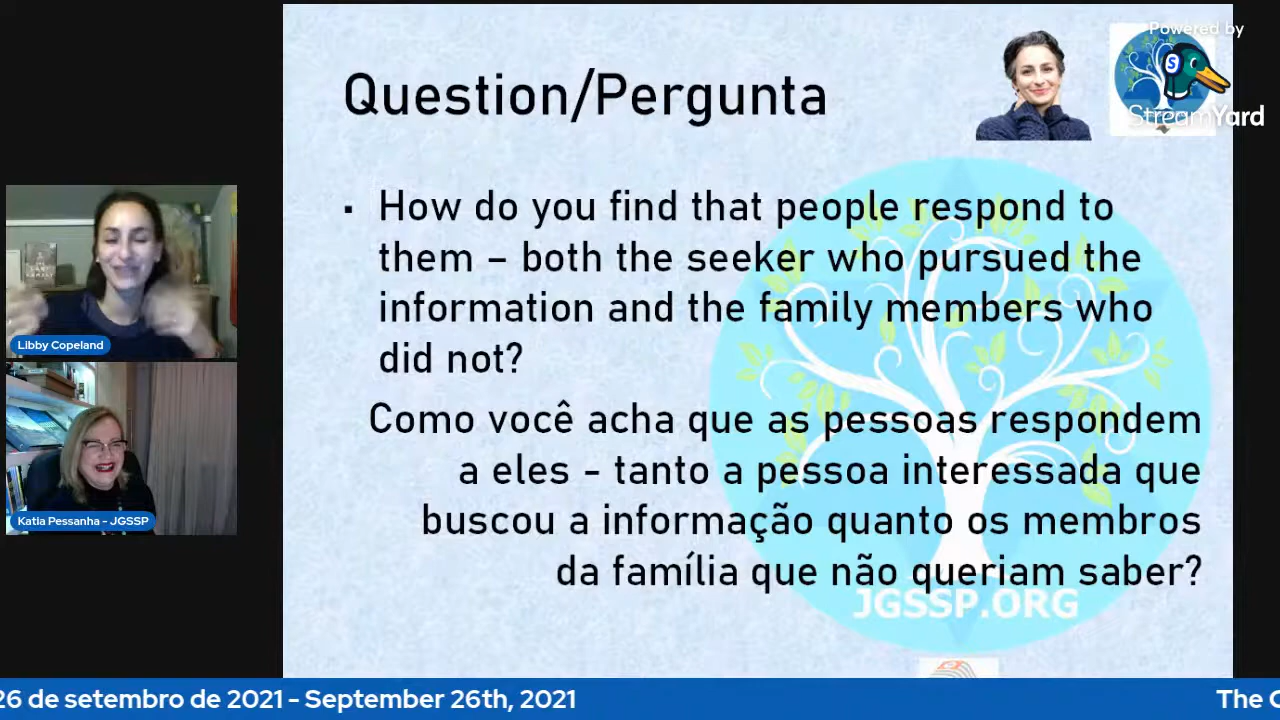 Powered by
StreamYard
Question/Pergunta
▪ How do you find that people respond to
them – both the seeker who pursued the
information and the family members who
did not?
Como você acha que as pessoas respondem
a eles - tanto a pessoa interessada que
buscou a informação quanto os membros
da família que não queriam saber?
JGSSP.ORG
Libby Copeland
Katia Pessanha - JGSSP
26 de setembro de 2021 - September 26th, 2021
The